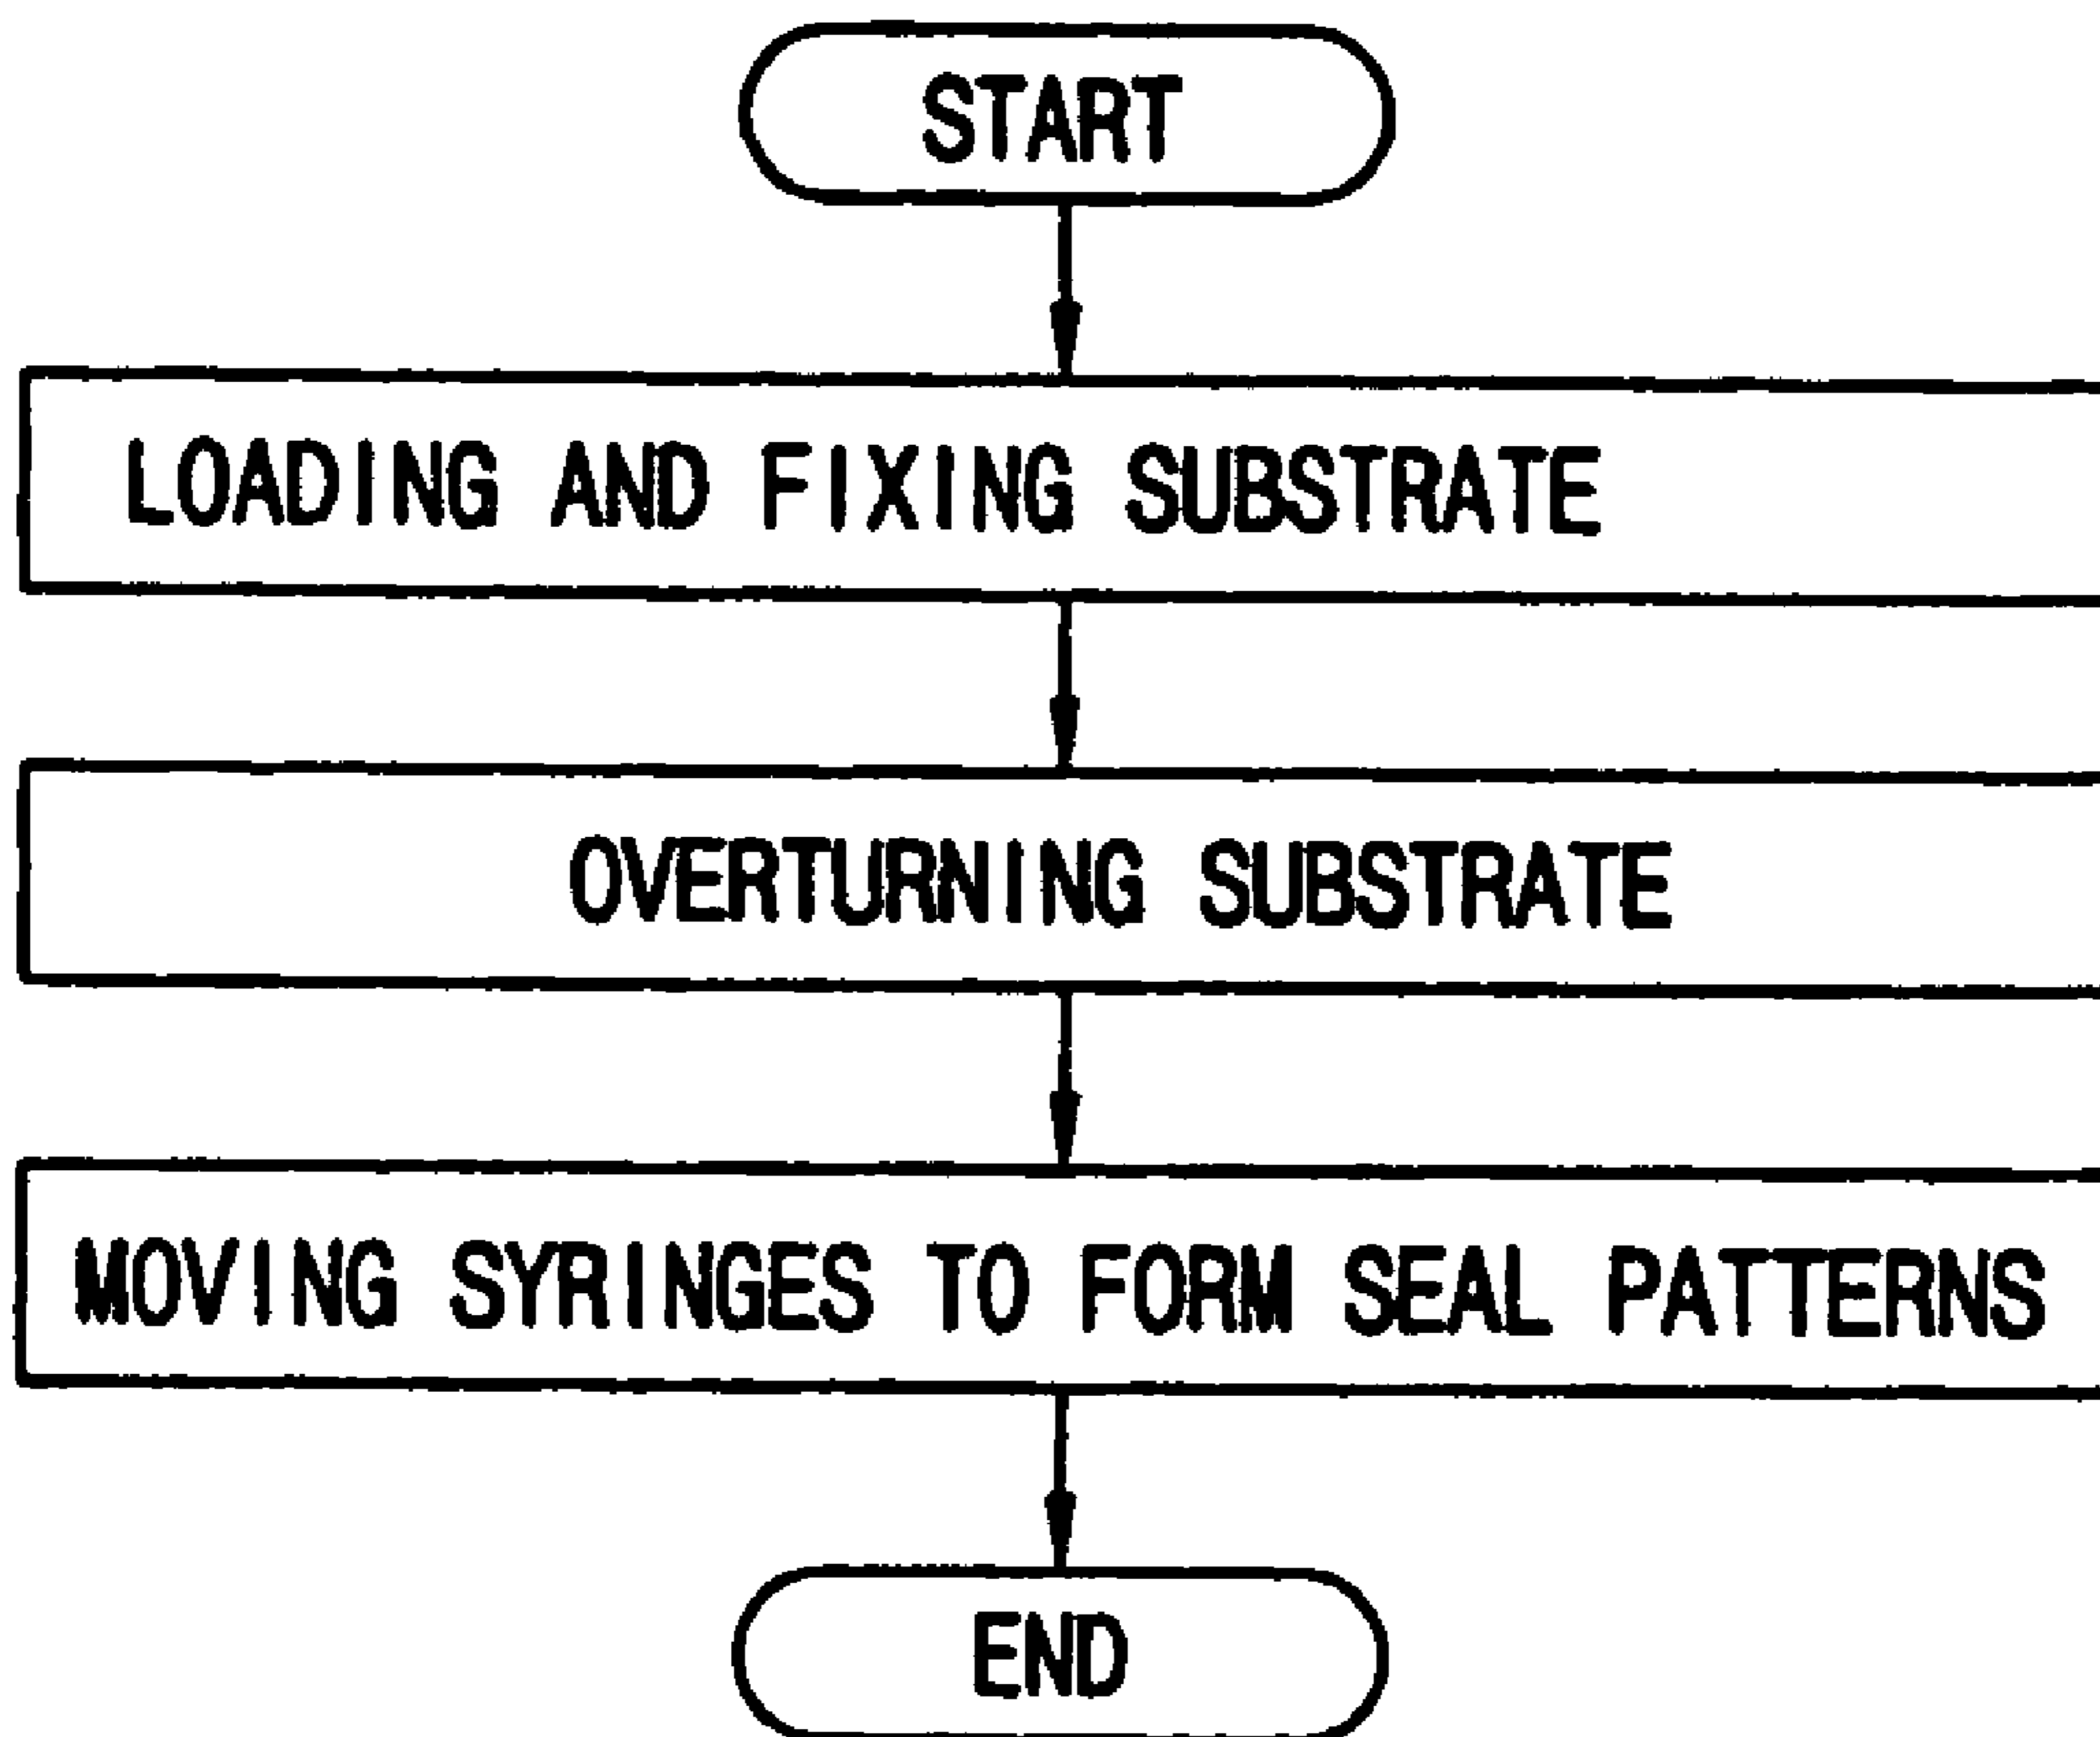 START
LOADING AND FIXING SUBSTRATE
OVERTURNING SUBSTRATE
MOVING SYRINGES TO FORM SEAL PATTERNS
END